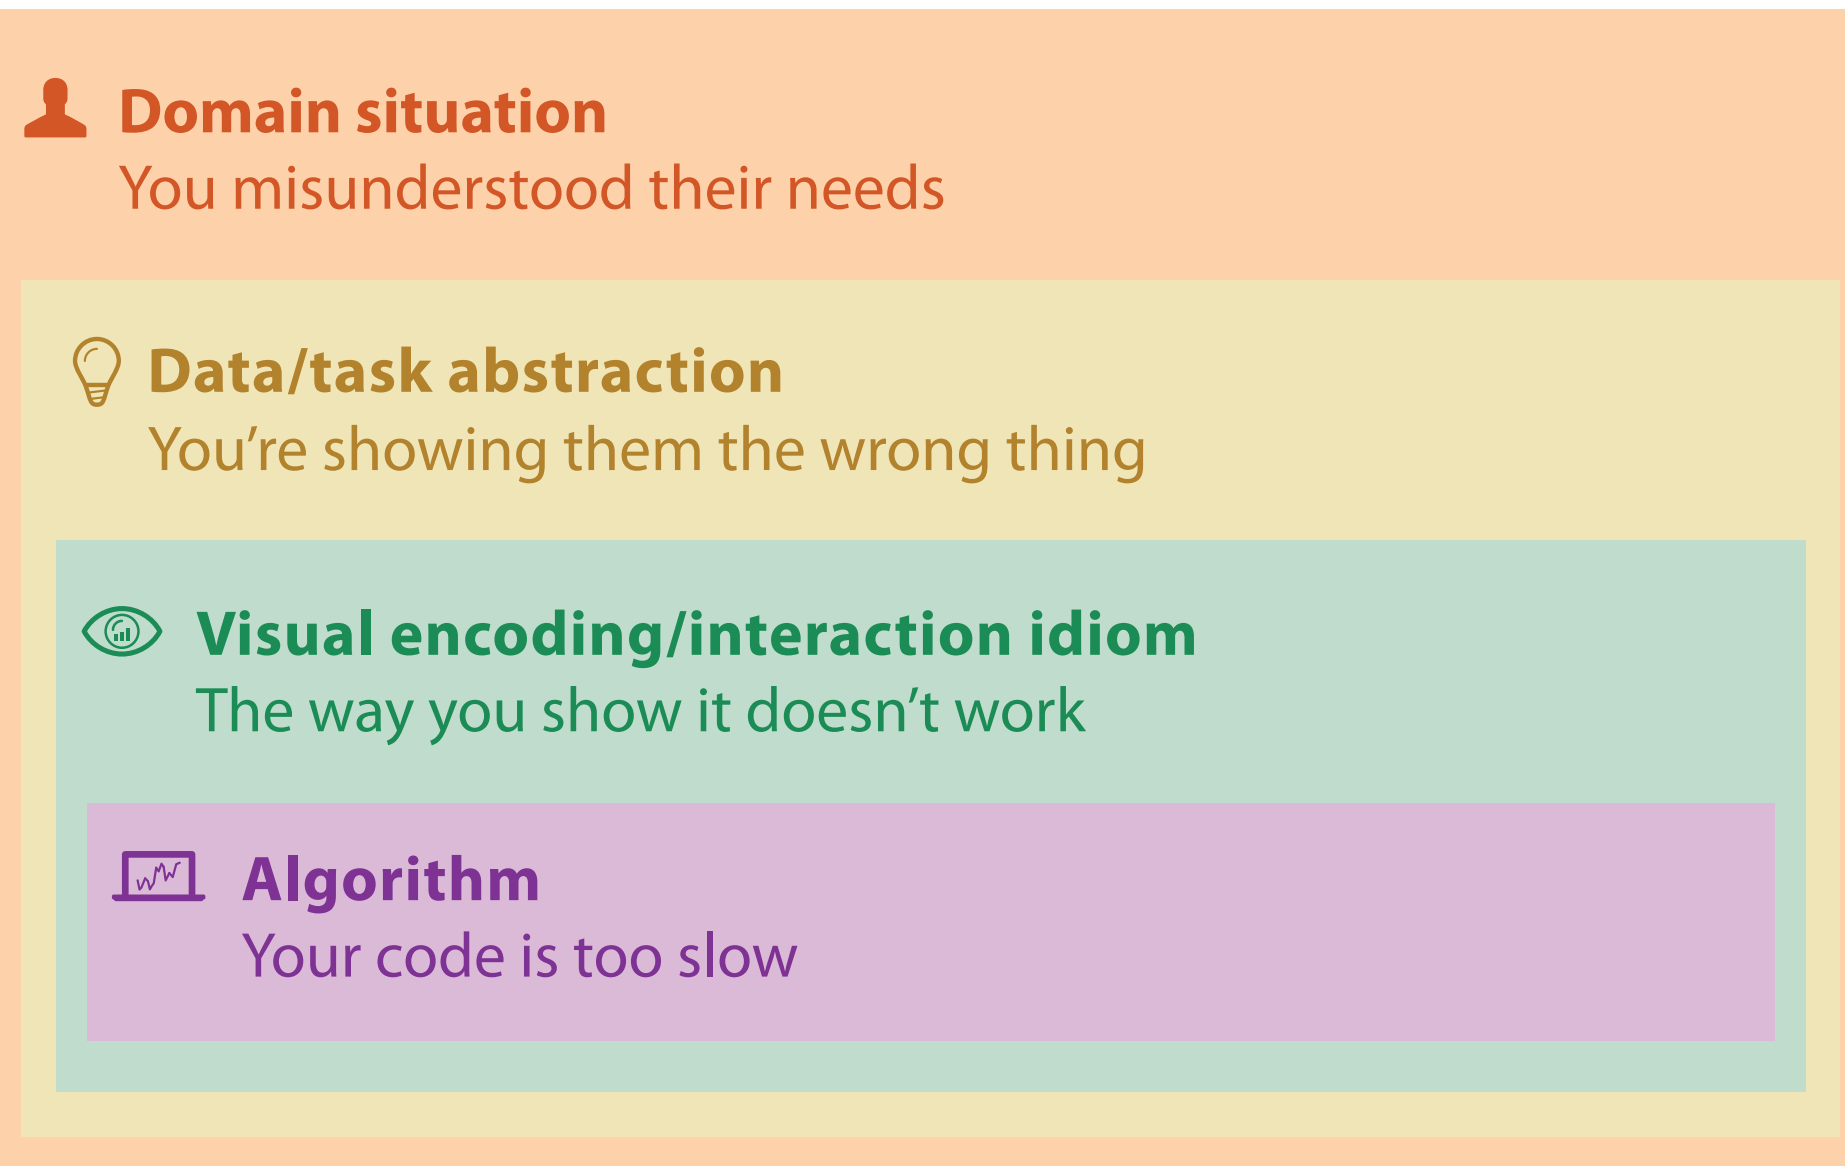 Domain situation
You misunderstood their needs
Data/task abstraction
You’re showing them the wrong thing
Visual encoding/interaction idiom
The way you show it doesn’t work
Algorithm
Your code is too slow